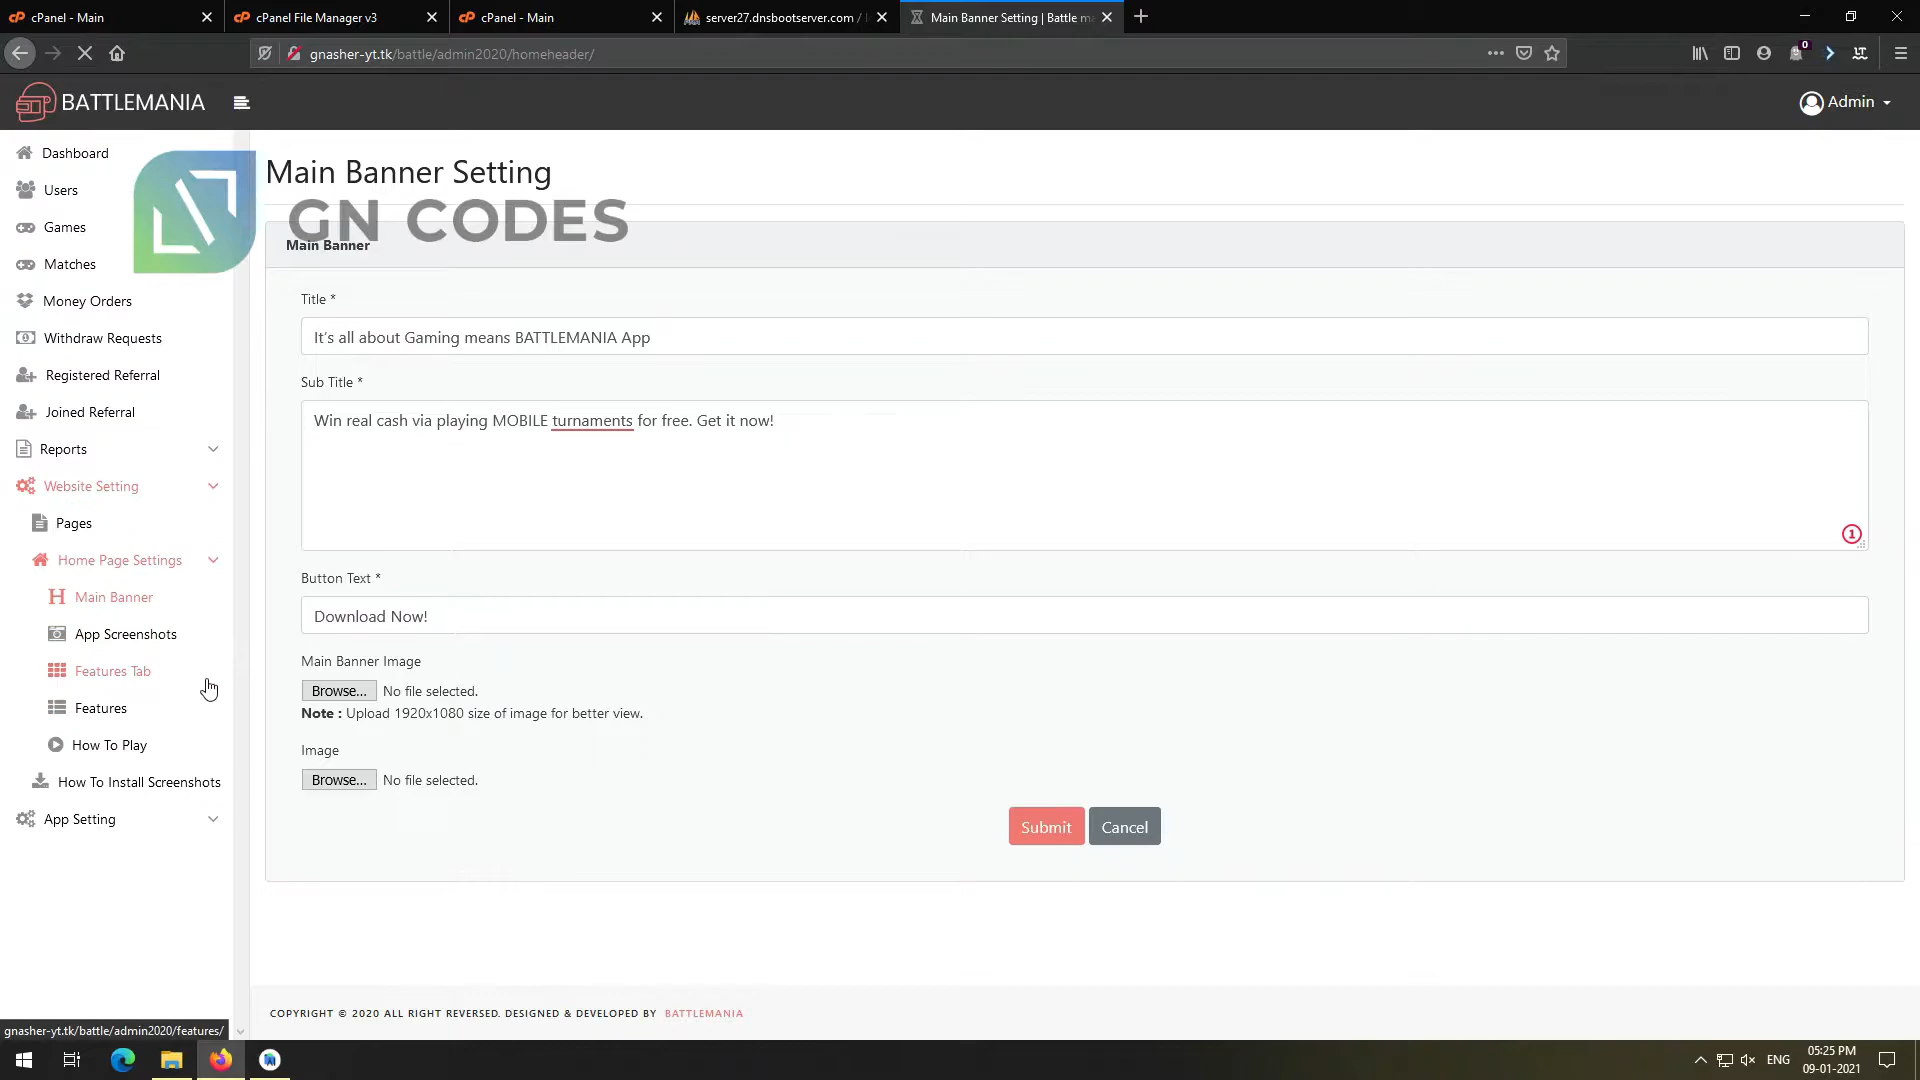 cPanel - Main
cPanel File Manager v3
cPanel - Main
server27.dnsbootserver.com /
Main Banner Setting | Battle m
gnasher-yt.tk/battle/admin2020/homeheader/
0
BATTLEMANIA
Admin
Dashboard
Users
Games
Matches
Money Orders
Withdraw Requests
Registered Referral
Joined Referral
Reports
Website Setting
Pages
Home Page Settings
H Main Banner
App Screenshots
Features Tab
Features
How To Play
How To Install Screenshots
App Setting
Main Banner Setting
GN CODES
Main Banner
Title *
It's all about Gaming means BATTLEMANIA App
Sub Title *
Win real cash via playing MOBILE turnaments for free. Get it now!
1
Button Text *
Download Now!
Main Banner Image
Browse... No file selected.
Note : Upload 1920x1080 size of image for better view.
Image
Browse... No file selected.
Submit Cancel
COPYRIGHT © 2020 ALL RIGHT REVERSED. DESIGNED & DEVELOPED BY BATTLEMANIA
gnasher-yt.tk/battle/admin2020/features/
ENG
05:25 PM
09-01-2021